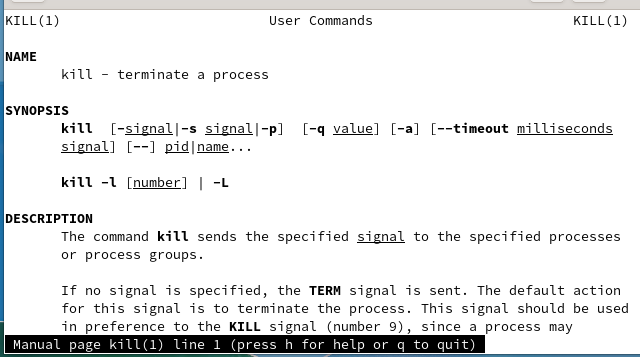 KILL(1) User Commands KILL(1)
NAME
kill - terminate a process
SYNOPSIS
kill [-signal|-s signal|-p] [-q value] [-a] [--timeout milliseconds
signal] [--] pid|name...
kill -l [number] | -L
DESCRIPTION
The command kill sends the specified signal to the specified processes
or process groups.
If no signal is specified, the TERM signal is sent. The default action
for this signal is to terminate the process. This signal should be used
in preference to the KILL signal (number 9), since a process may
Manual page kill(1) line 1 (press h for help or q to quit)